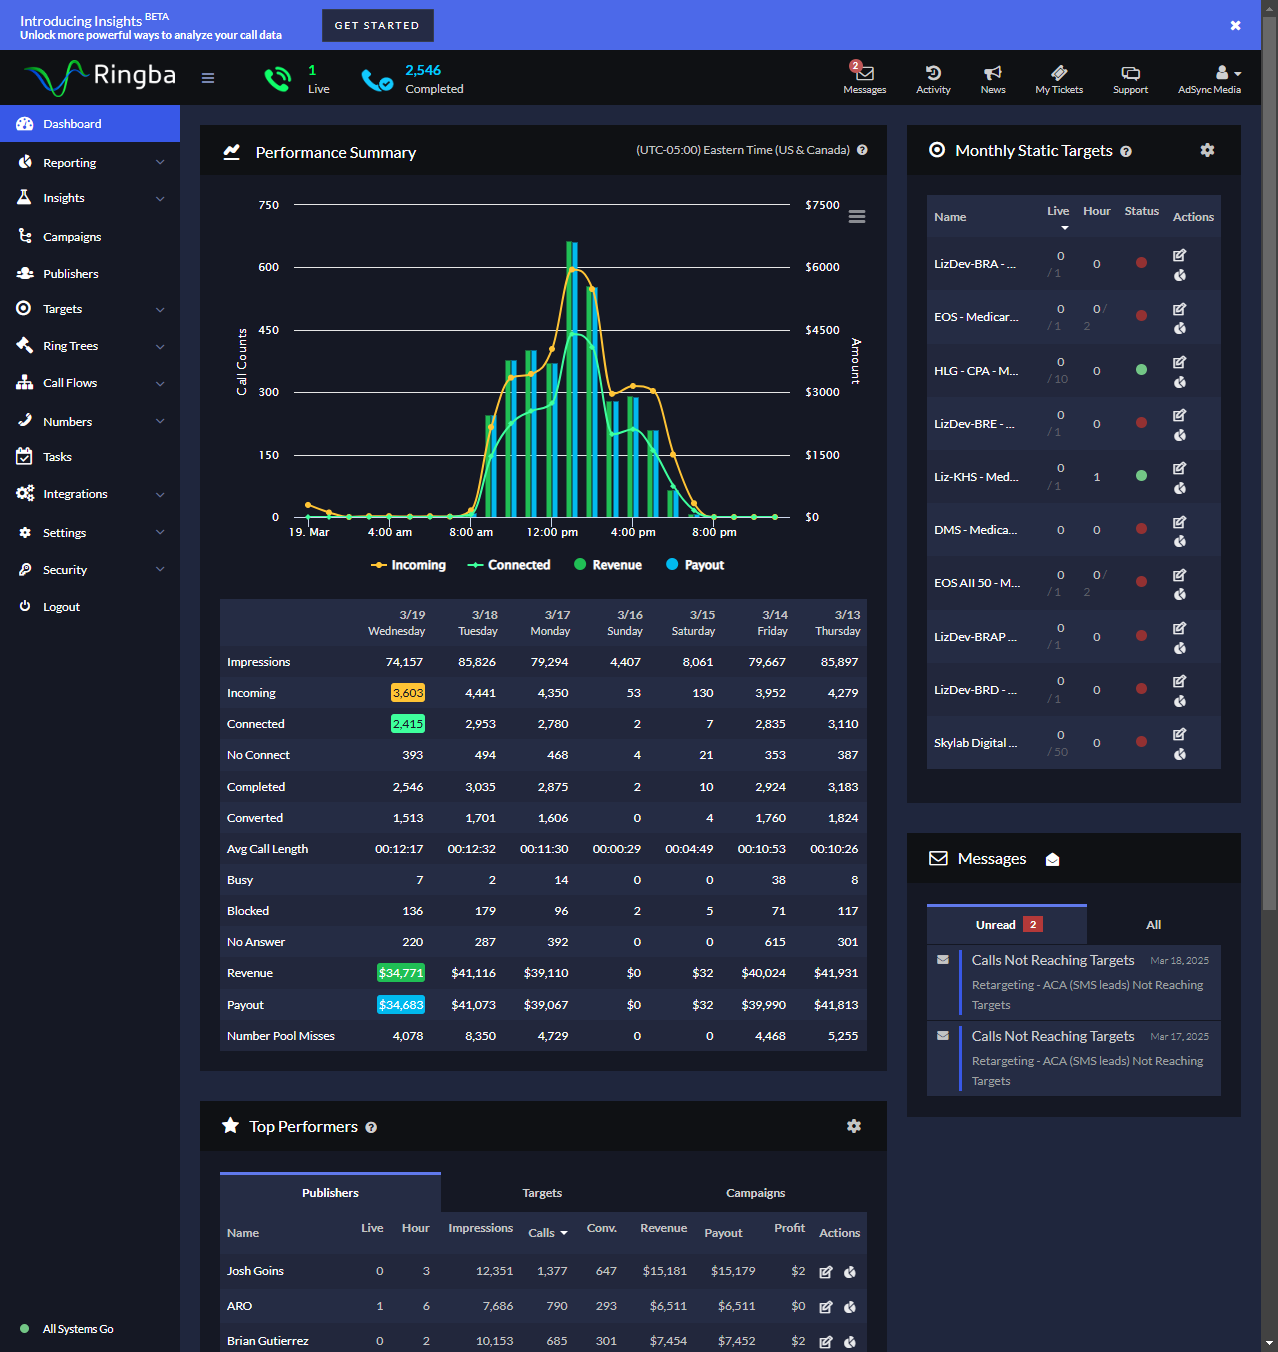 Introducing Insights BETA
Unlock more powerful ways to analyze your call data
GET STARTED
Ringba
1
Live
2,546
Completed
2
Messages
Activity
News
My Tickets
Support
AdSync Media
Dashboard
Reporting
Insights
Campaigns
Publishers
Targets
Ring Trees
Call Flows
Numbers
Tasks
Integrations
Settings
Security
Logout
All Systems Go
Performance Summary
(UTC-05:00) Eastern Time (US & Canada)
750 $7500
600 $6000
450 $4500
300 $3000
150 $1500
0 $0
Call Counts
Amount
19. Mar 4:00 am 8:00 am 12:00 pm 4:00 pm 8:00 pm
Incoming Connected Revenue Payout
3/19 3/18 3/17 3/16 3/15 3/14 3/13
Wednesday Tuesday Monday Sunday Saturday Friday Thursday
Impressions 74,157 85,826 79,294 4,407 8,061 79,667 85,897
Incoming 3,603 4,441 4,350 53 130 3,952 4,279
Connected 2,415 2,953 2,780 2 7 2,835 3,110
No Connect 393 494 468 4 21 353 387
Completed 2,546 3,035 2,875 2 10 2,924 3,183
Converted 1,513 1,701 1,606 0 4 1,760 1,824
Avg Call Length 00:12:17 00:12:32 00:11:30 00:00:29 00:04:49 00:10:53 00:10:26
Busy 7 2 14 0 0 38 8
Blocked 136 179 96 2 5 71 117
No Answer 220 287 392 0 0 615 301
Revenue $34,771 $41,116 $39,110 $0 $32 $40,024 $41,931
Payout $34,683 $41,073 $39,067 $0 $32 $39,990 $41,813
Number Pool Misses 4,078 8,350 4,729 0 0 4,468 5,255
Top Performers
Publishers Targets Campaigns
Name Live Hour Impressions Calls Conv. Revenue Payout Profit Actions
Josh Goins 0 3 12,351 1,377 647 $15,181 $15,179 $2
ARO 1 6 7,686 790 293 $6,511 $6,511 $0
Brian Gutierrez 0 2 10,153 685 301 $7,454 $7,452 $2
Monthly Static Targets
Name Live Hour Status Actions
LizDev-BRA - ... 0 / 1 0
EOS - Medicar... 0 / 1 0 / 2
HLG - CPA - M... 0 / 10 0
LizDev-BRE - ... 0 / 1 0
Liz-KHS - Med... 0 / 1 1
DMS - Medica... 0 0
EOS All 50 - M... 0 / 1 0 / 2
LizDev-BRAP ... 0 / 1 0
LizDev-BRD - ... 0 / 1 0
Skylab Digital ... 0 / 50 0
Messages
Unread 2 All
Calls Not Reaching Targets Mar 18, 2025
Retargeting - ACA (SMS leads) Not Reaching
Targets
Calls Not Reaching Targets Mar 17, 2025
Retargeting - ACA (SMS leads) Not Reaching
Targets